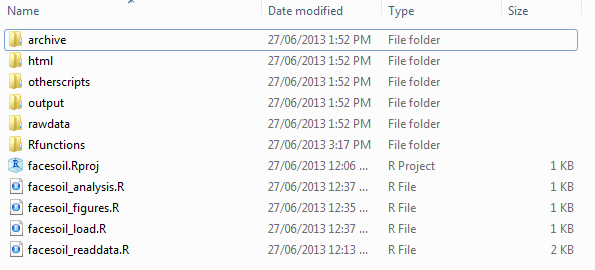 Name Date modified Type Size
archive 27/06/2013 1:52 PM File folder
html 27/06/2013 1:52 PM File folder
otherscripts 27/06/2013 1:52 PM File folder
output 27/06/2013 1:52 PM File folder
rawdata 27/06/2013 1:52 PM File folder
Rfunctions 27/06/2013 3:17 PM File folder
facesoil.Rproj 27/06/2013 12:06 ... R Project 1 KB
facesoil_analysis.R 27/06/2013 12:37 ... R File 1 KB
facesoil_figures.R 27/06/2013 12:35 ... R File 1 KB
facesoil_load.R 27/06/2013 12:37 ... R File 1 KB
facesoil_readdata.R 27/06/2013 12:13 ... R File 2 KB